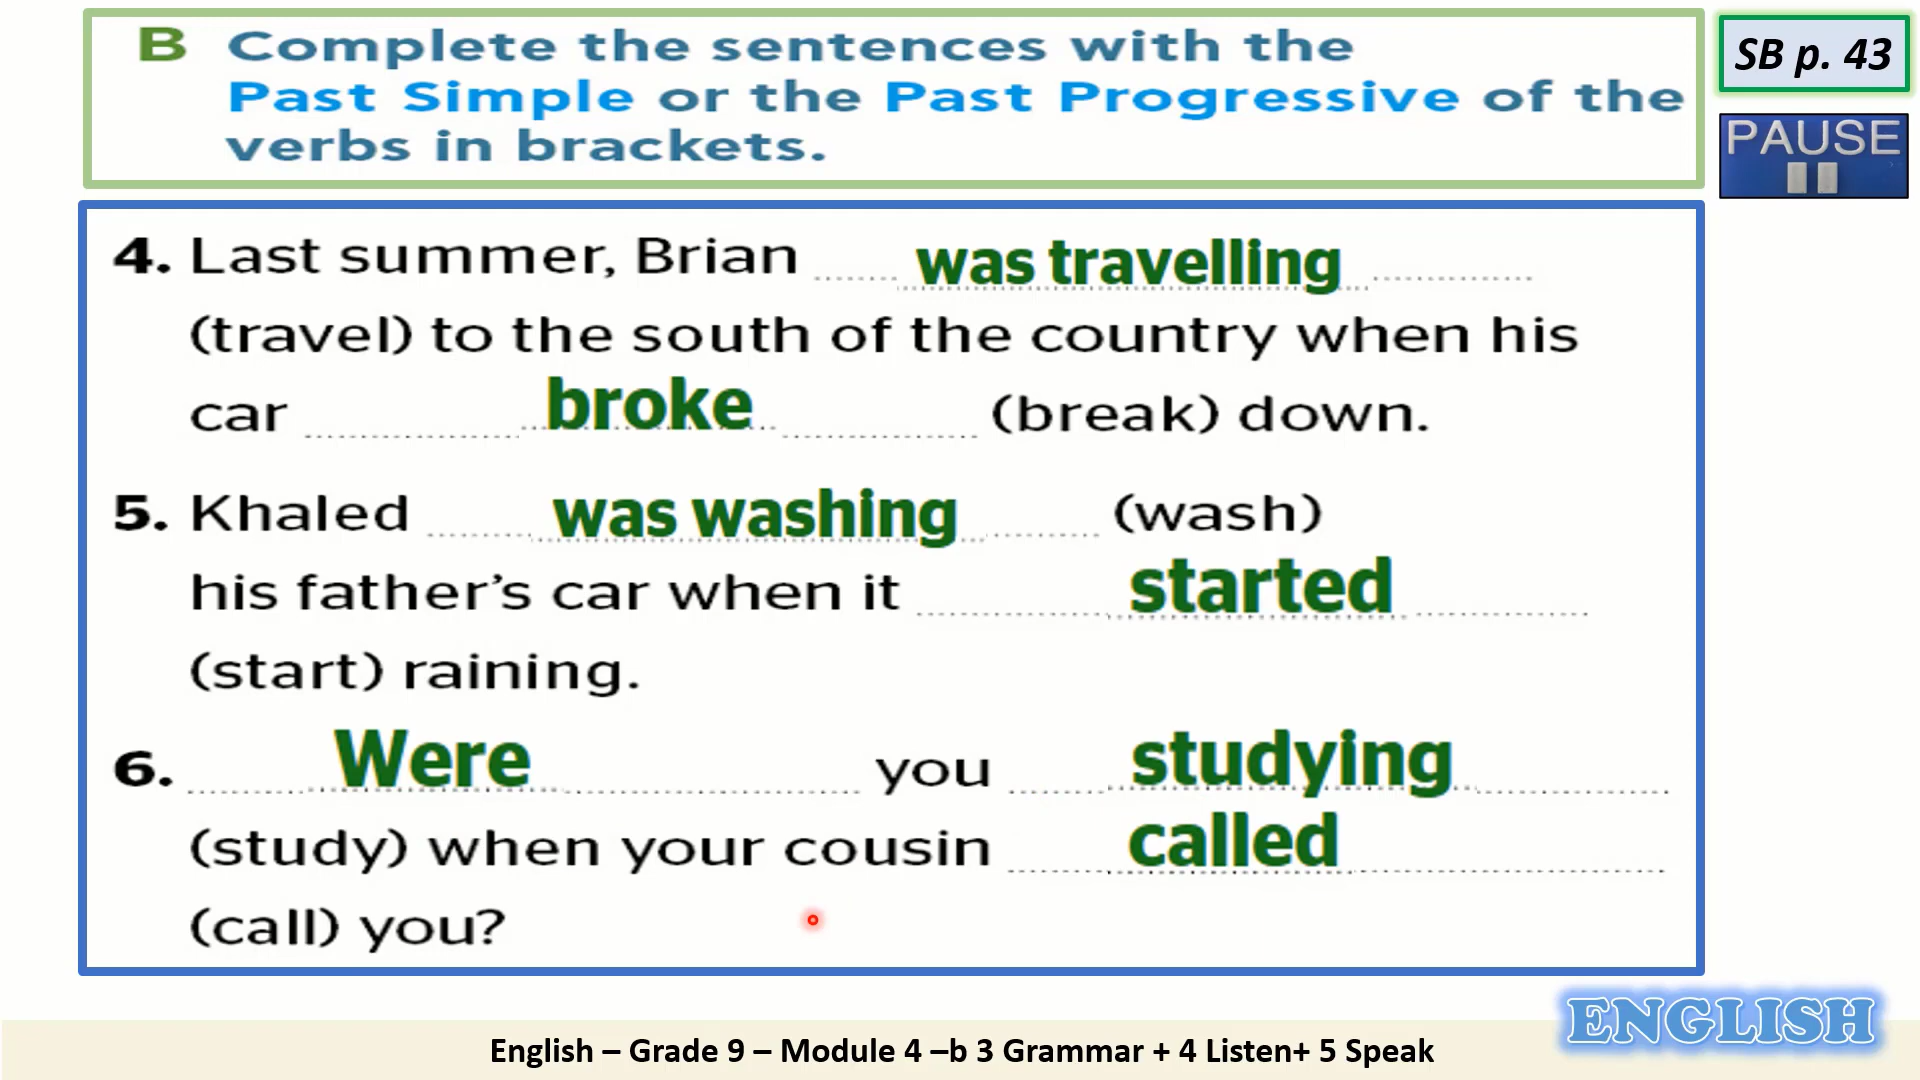 B Complete the sentences with the
Past Simple or the Past Progressive of the
verbs in brackets.
SB p. 43
PAUSE
4. Last summer, Brian was travelling
(travel) to the south of the country when his
car broke (break) down.
5. Khaled was washing (wash)
his father's car when it started
(start) raining.
6. Were you studying
(study) when your cousin called
(call) you?
ENGLISH
English – Grade 9 – Module 4 –b 3 Grammar + 4 Listen+ 5 Speak